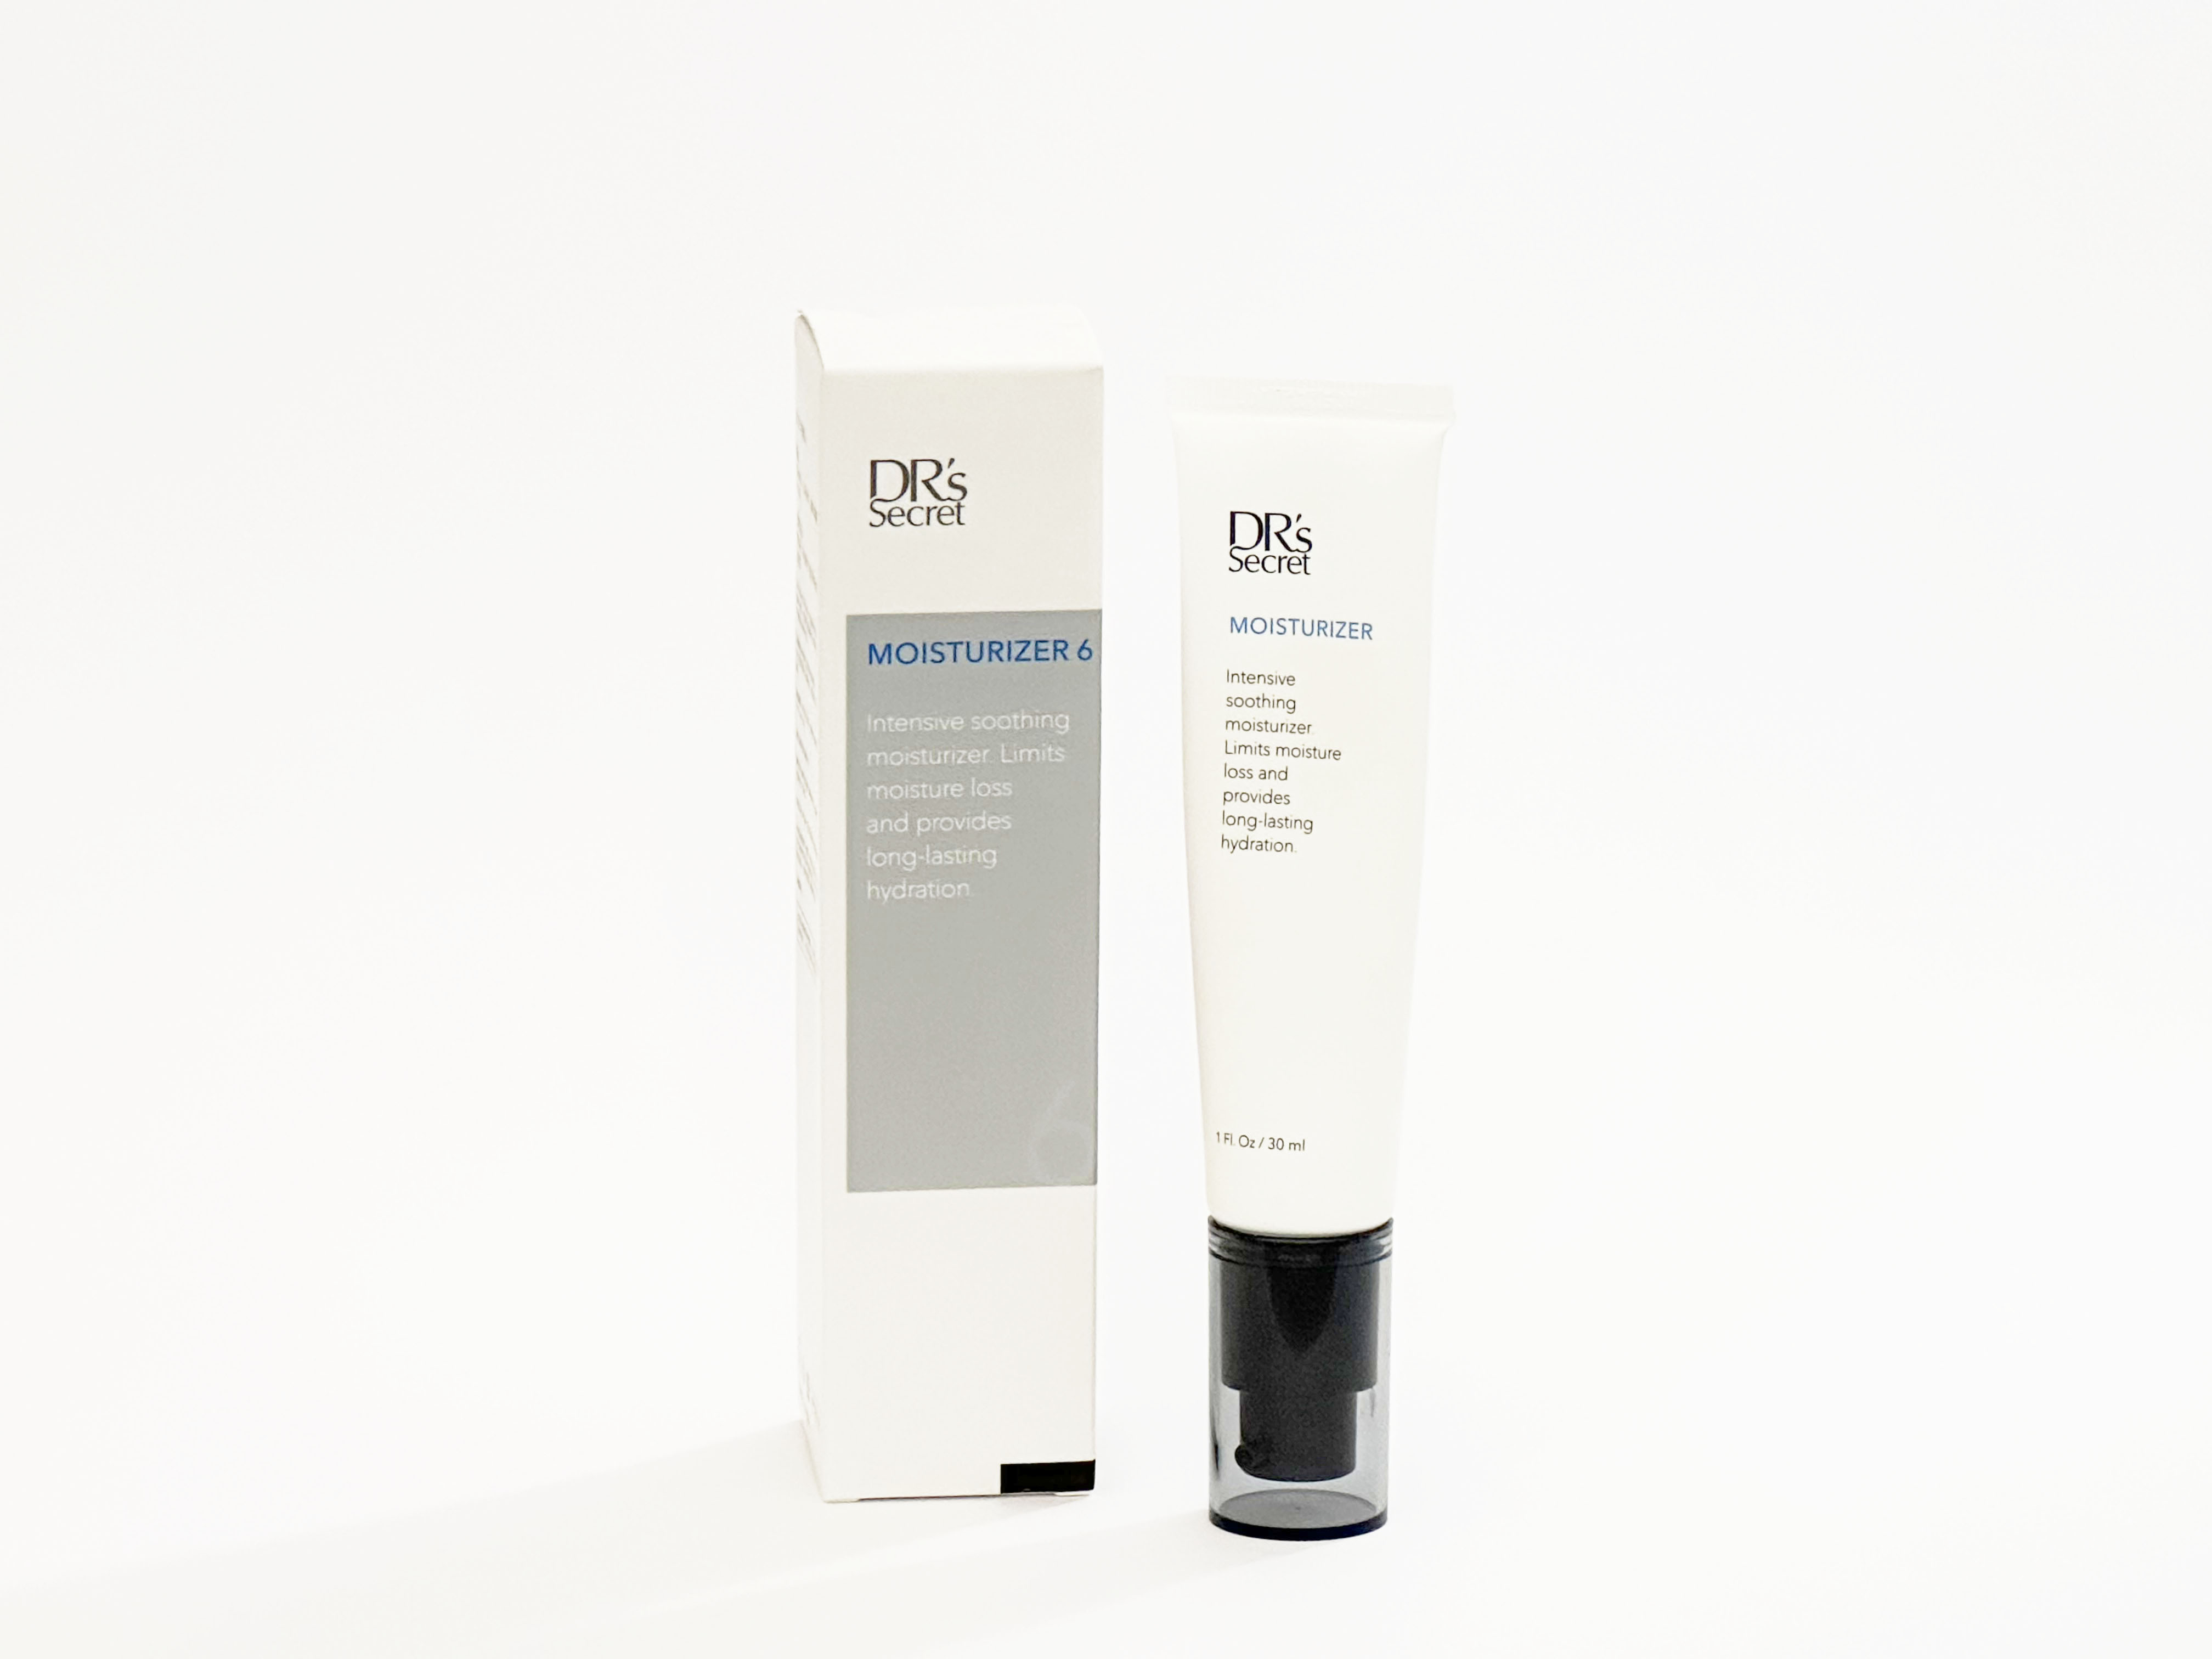 DR's
Secret
MOISTURIZER 6
Intensive soothing
moisturizer. Limits
moisture loss
and provides
long-lasting
hydration.
6
DR's
Secret
MOISTURIZER
Intensive
soothing
moisturizer.
Limits moisture
loss and
provides
long-lasting
hydration.
1 Fl. Oz / 30 ml